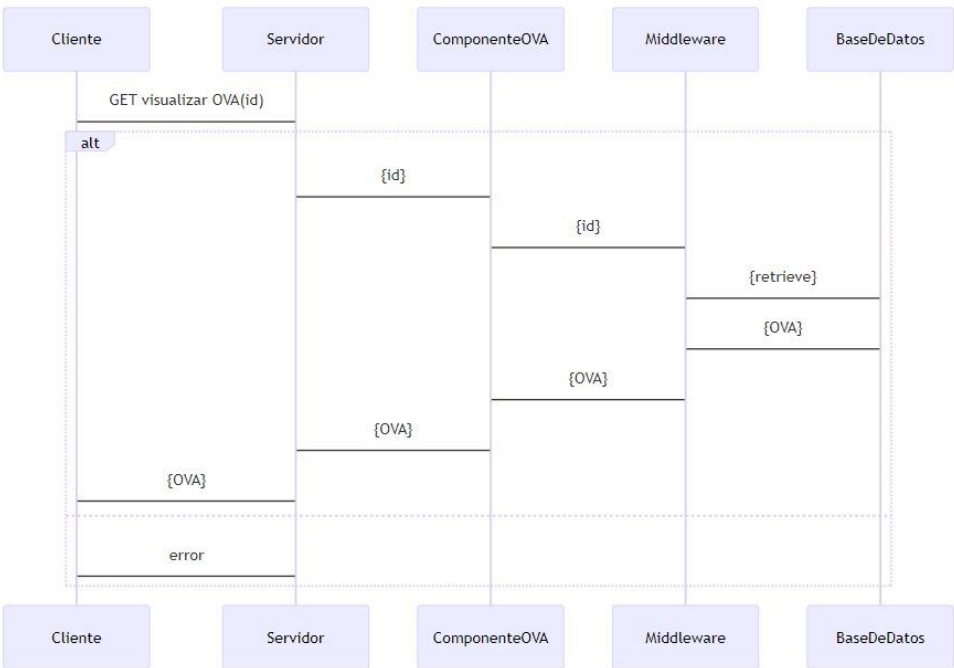 Cliente
Servidor
ComponenteOVA
Middleware
BaseDeDatos
GET visualizar OVA(id)
alt
{id}
{id}
{retrieve}
{OVA}
{OVA}
{OVA}
{OVA}
error
Cliente
Servidor
ComponenteOVA
Middleware
BaseDeDatos